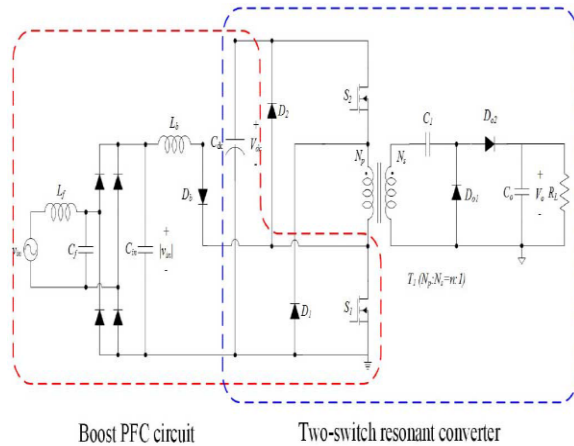 S2
C1
Do2
D2
Lb
Cdc
+
Vdc
-
Np
Ns
Do1
Co
+
Vo
-
RL
Db
Lf
vin
Cf
Cin
+
|vin|
-
D1
S1
T1 (Np:Ns=n:1)
Boost PFC circuit
Two-switch resonant converter